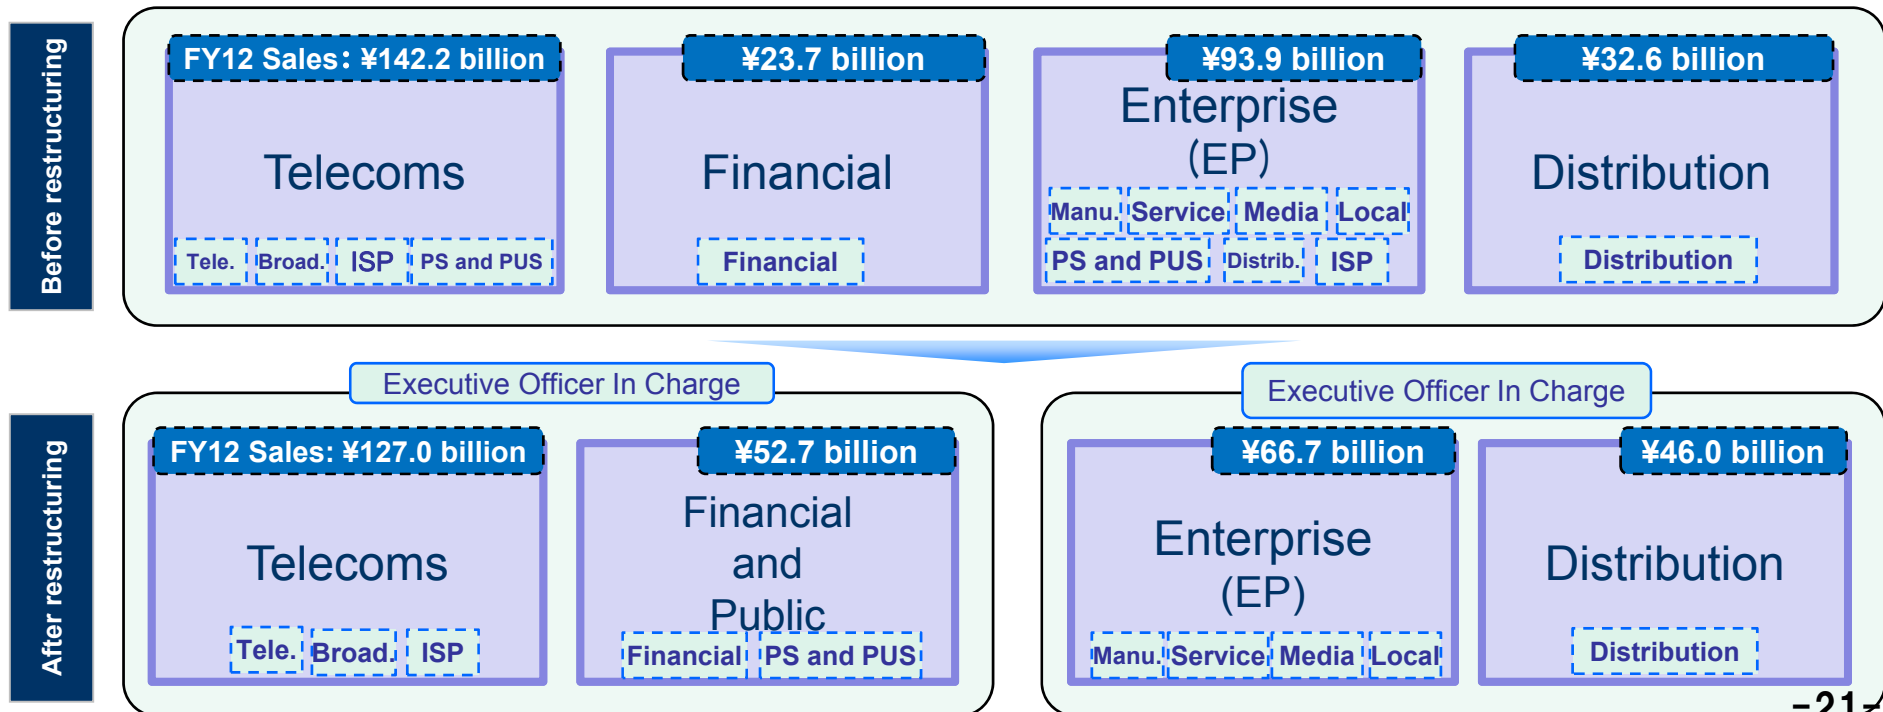 Before restructuring
FY12 Sales: ¥142.2 billion
¥23.7 billion
¥93.9 billion
¥32.6 billion
Telecoms
Financial
Enterprise
(EP)
Distribution
Manu. Service Media Local
Tele. Broad. ISP PS and PUS
Financial
PS and PUS Distrib. ISP
Distribution
Executive Officer In Charge
Executive Officer In Charge
After restructuring
FY12 Sales: ¥127.0 billion
¥52.7 billion
¥66.7 billion
¥46.0 billion
Telecoms
Financial
and
Public
Enterprise
(EP)
Distribution
Tele. Broad. ISP
Financial PS and PUS
Manu. Service Media Local
Distribution
-21-